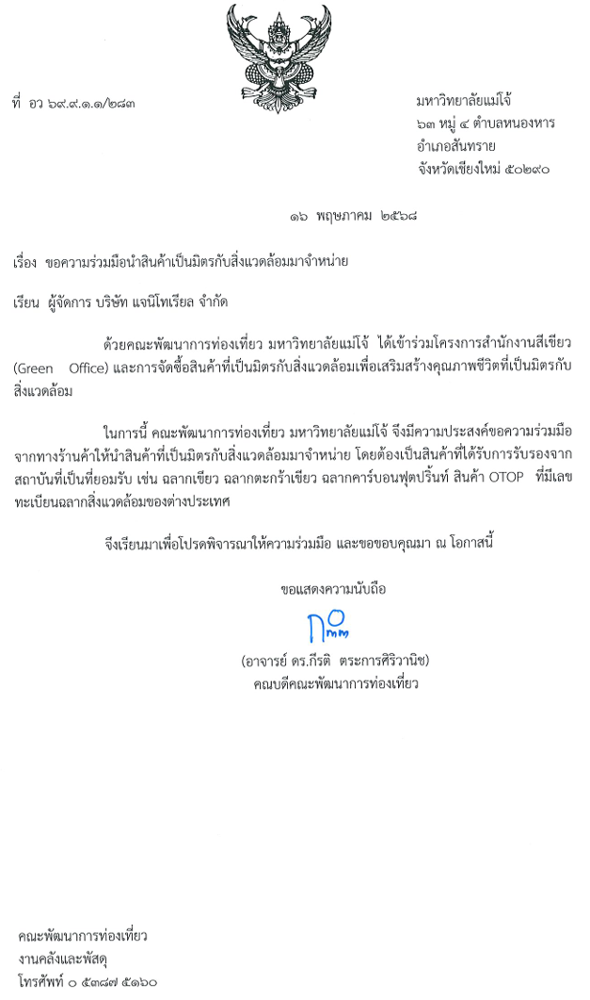 ที่ อว ๖๙.๙.๑.๑/๒๘๓
มหาวิทยาลัยแม่โจ้
๖๓ หมู่ ๔ ตำบลหนองหาร
อำเภอสันทราย
จังหวัดเชียงใหม่ ๕๐๒๙๐
๑๖ พฤษภาคม ๒๕๖๘
เรื่อง ขอความร่วมมือนำสินค้าเป็นมิตรกับสิ่งแวดล้อมมาจำหน่าย
เรียน ผู้จัดการ บริษัท แจนิโทเรียล จำกัด
ด้วยคณะพัฒนาการท่องเที่ยว มหาวิทยาลัยแม่โจ้ ได้เข้าร่วมโครงการสำนักงานสีเขียว
(Green Office) และการจัดซื้อสินค้าที่เป็นมิตรกับสิ่งแวดล้อมเพื่อเสริมสร้างคุณภาพชีวิตที่เป็นมิตรกับ
สิ่งแวดล้อม
ในการนี้ คณะพัฒนาการท่องเที่ยว มหาวิทยาลัยแม่โจ้ จึงมีความประสงค์ขอความร่วมมือ
จากทางร้านค้าให้นำสินค้าที่เป็นมิตรกับสิ่งแวดล้อมมาจำหน่าย โดยต้องเป็นสินค้าที่ได้รับการรับรองจาก
สถาบันที่เป็นที่ยอมรับ เช่น ฉลากเขียว ฉลากตะกร้าเขียว ฉลากคาร์บอนฟุตปริ้นท์ สินค้า OTOP ที่มีเลข
ทะเบียนฉลากสิ่งแวดล้อมของต่างประเทศ
จึงเรียนมาเพื่อโปรดพิจารณาให้ความร่วมมือ และขอขอบคุณมา ณ โอกาสนี้
ขอแสดงความนับถือ
(อาจารย์ ดร.กีรติ ตระการศิริวานิช)
คณบดีคณะพัฒนาการท่องเที่ยว
คณะพัฒนาการท่องเที่ยว
งานคลังและพัสดุ
โทรศัพท์ ๐ ๕๓๘๗ ๕๑๖๐